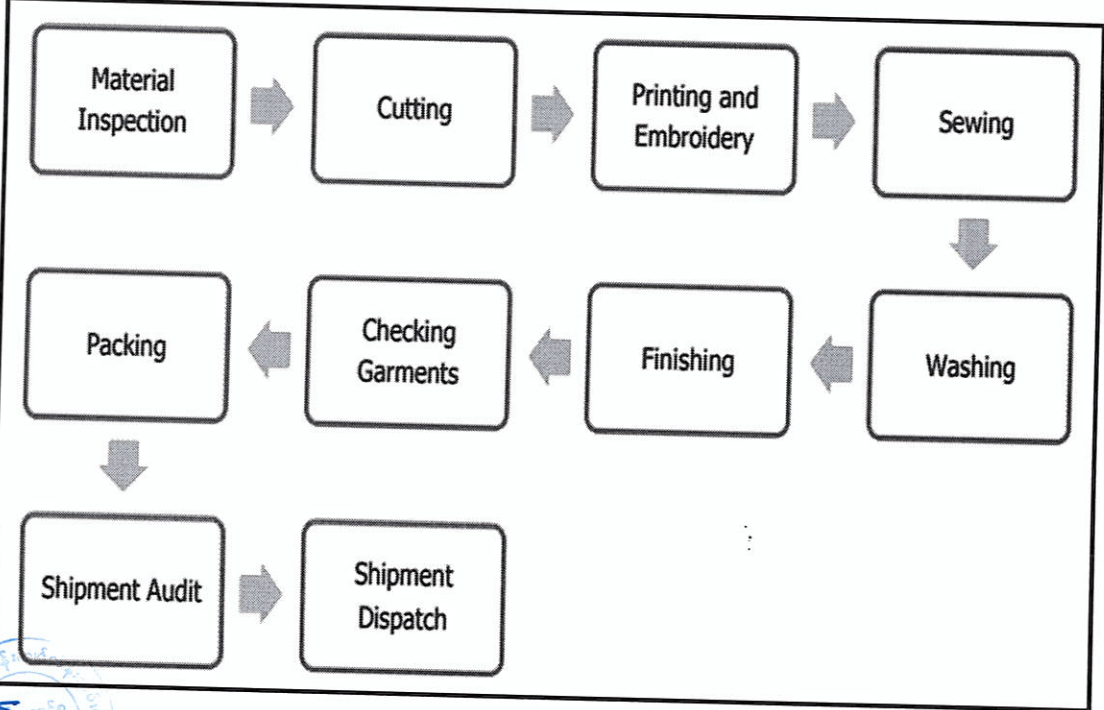 Material
Inspection
Cutting
Printing and
Embroidery
Sewing
Washing
Finishing
Checking
Garments
Packing
Shipment Audit
Shipment
Dispatch